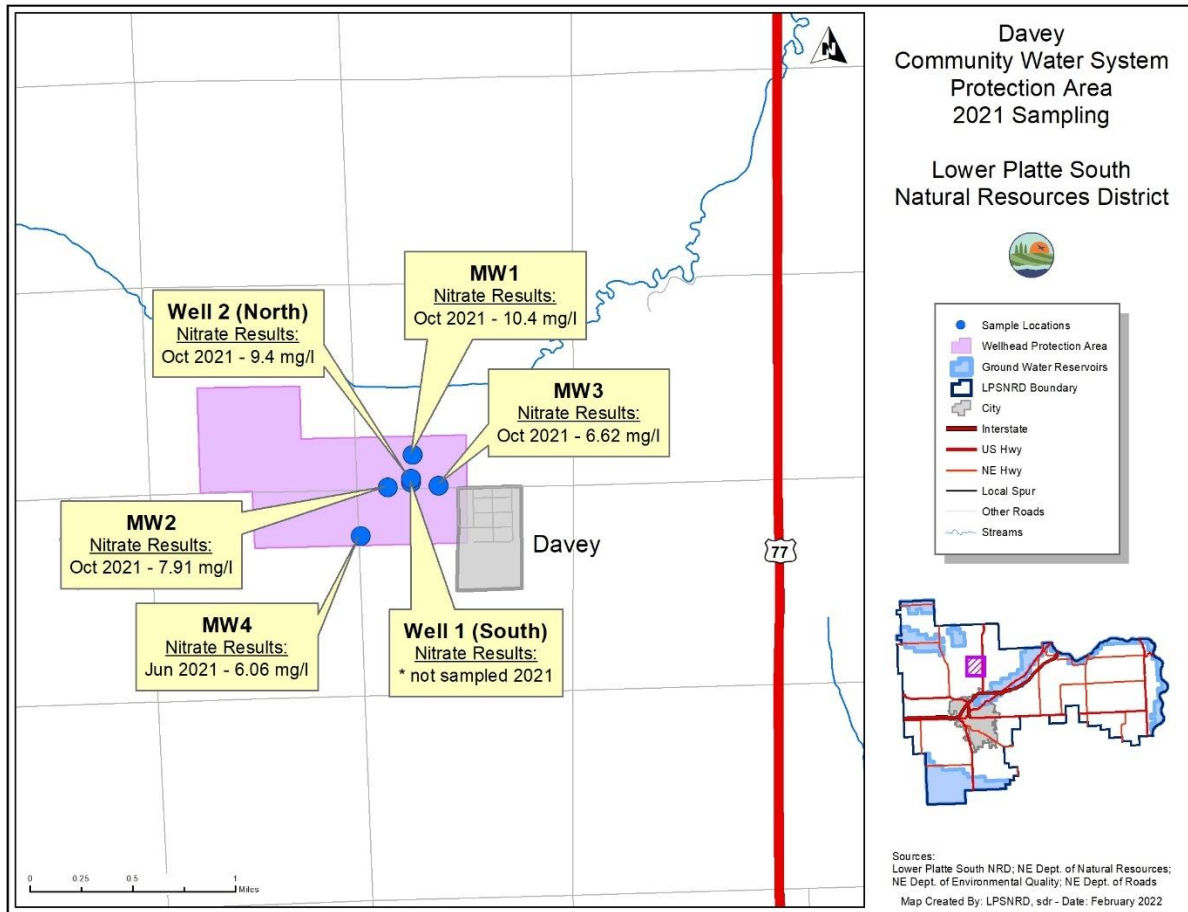 Davey
Community Water System
Protection Area
2021 Sampling
Lower Platte South
Natural Resources District
N
MW1
Nitrate Results:
Oct 2021 - 10.4 mg/l
Well 2 (North)
Nitrate Results:
Oct 2021 - 9.4 mg/l
MW3
Nitrate Results:
Oct 2021 - 6.62 mg/l
MW2
Nitrate Results:
Oct 2021 - 7.91 mg/l
Davey
77
MW4
Nitrate Results:
Jun 2021 - 6.06 mg/l
Well 1 (South)
Nitrate Results:
* not sampled 2021
0 0.25 0.5 1
Miles
Sample Locations
Wellhead Protection Area
Ground Water Reservoirs
LPSNRD Boundary
City
Interstate
US Hwy
NE Hwy
Local Spur
Other Roads
Streams
Sources:
Lower Platte South NRD; NE Dept. of Natural Resources;
NE Dept. of Environmental Quality; NE Dept. of Roads
Map Created By: LPSNRD, sdr - Date: February 2022